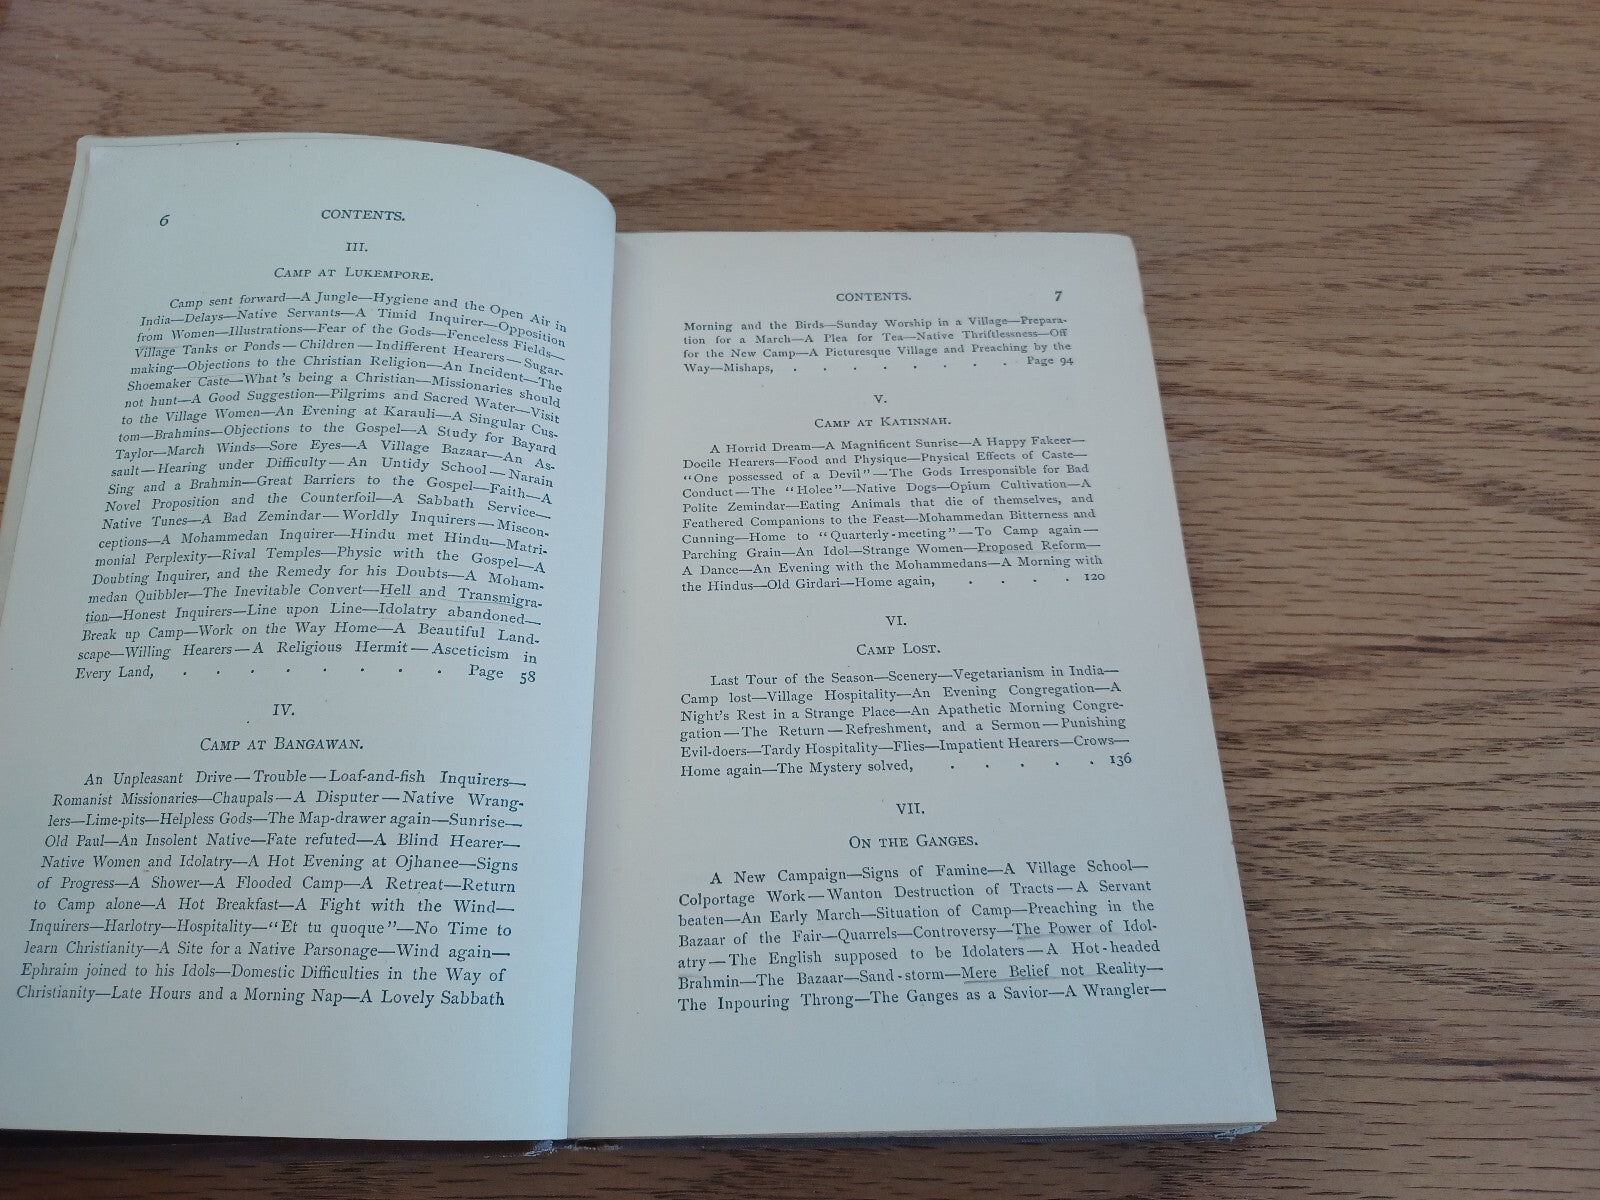 6 CONTENTS.
III.
CAMP AT LUKEMPORE.
Camp sent forward—A Jungle—Hygiene and the Open Air in
India—Delays—Native Servants—A Timid Inquirer—Opposition
from Women—Illustrations—Fear of the Gods—Fenceless Fields—
Village Tanks or Ponds—Children—Indifferent Hearers—Sugar-
making—Objections to the Christian Religion—An Incident—The
Shoemaker Caste—What's being a Christian—Missionaries should
not hunt—A Good Suggestion—Pilgrims and Sacred Water—Visit
to the Village Women—An Evening at Karauli—A Singular Cus-
tom—Brahmins—Objections to the Gospel—A Study for Bayard
Taylor—March Winds—Sore Eyes—A Village Bazaar—An As-
sault—Hearing under Difficulty—An Untidy School—Narain
Sing and a Brahmin—Great Barriers to the Gospel—Faith—A
Novel Proposition and the Counterfoil—A Sabbath Service—
Native Tunes—A Bad Zemindar—Worldly Inquirers—Miscon-
ceptions—A Mohammedan Inquirer—Hindu met Hindu—Matri-
monial Perplexity—Rival Temples—Physic with the Gospel—A
Doubting Inquirer, and the Remedy for his Doubts—A Moham-
medan Quibbler—The Inevitable Convert—Hell and Transmigra-
tion—Honest Inquirers—Line upon Line—Idolatry abandoned—
Break up Camp—Work on the Way Home—A Beautiful Land-
scape—Willing Hearers—A Religious Hermit—Asceticism in
Every Land, . . . . . . . Page 58
IV.
CAMP AT BANGAWAN.
An Unpleasant Drive—Trouble—Loaf-and-fish Inquirers—
Romanist Missionaries—Chaupals—A Disputer—Native Wrang-
lers—Lime-pits—Helpless Gods—The Map-drawer again—Sunrise—
Old Paul—An Insolent Native—Fate refuted—A Blind Hearer—
Native Women and Idolatry—A Hot Evening at Ojhanee—Signs
of Progress—A Shower—A Flooded Camp—A Retreat—Return
to Camp alone—A Hot Breakfast—A Fight with the Wind—
Inquirers—Harlotry—Hospitality—"Et tu quoque"—No Time to
learn Christianity—A Site for a Native Parsonage—Wind again—
Ephraim joined to his Idols—Domestic Difficulties in the Way of
Christianity—Late Hours and a Morning Nap—A Lovely Sabbath
CONTENTS. 7
Morning and the Birds—Sunday Worship in a Village—Prepara-
tion for a March—A Plea for Tea—Native Thriftlessness—Off
for the New Camp—A Picturesque Village and Preaching by the
Way—Mishaps, . . . . . . . . Page 94
V.
CAMP AT KATINNAH.
A Horrid Dream—A Magnificent Sunrise—A Happy Fakeer—
Docile Hearers—Food and Physique—Physical Effects of Caste—
"One possessed of a Devil"—The Gods Irresponsible for Bad
Conduct—The "Holee"—Native Dogs—Opium Cultivation—A
Polite Zemindar—Eating Animals that die of themselves, and
Feathered Companions to the Feast—Mohammedan Bitterness and
Cunning—Home to "Quarterly-meeting"—To Camp again—
Parching Grain—An Idol—Strange Women—Proposed Reform—
A Dance—An Evening with the Mohammedans—A Morning with
the Hindus—Old Girdari—Home again, . . . . 120
VI.
CAMP LOST.
Last Tour of the Season—Scenery—Vegetarianism in India—
Camp lost—Village Hospitality—An Evening Congregation—A
Night's Rest in a Strange Place—An Apathetic Morning Congre-
gation—The Return—Refreshment, and a Sermon—Punishing
Evil-doers—Tardy Hospitality—Flies—Impatient Hearers—Crows—
Home again—The Mystery solved, . . . . . 136
VII.
ON THE GANGES.
A New Campaign—Signs of Famine—A Village School—
Colportage Work—Wanton Destruction of Tracts—A Servant
beaten—An Early March—Situation of Camp—Preaching in the
Bazaar of the Fair—Quarrels—Controversy—The Power of Idol-
atry—The English supposed to be Idolaters—A Hot-headed
Brahmin—The Bazaar—Sand-storm—Mere Belief not Reality—
The Inpouring Throng—The Ganges as a Savior—A Wrangler—